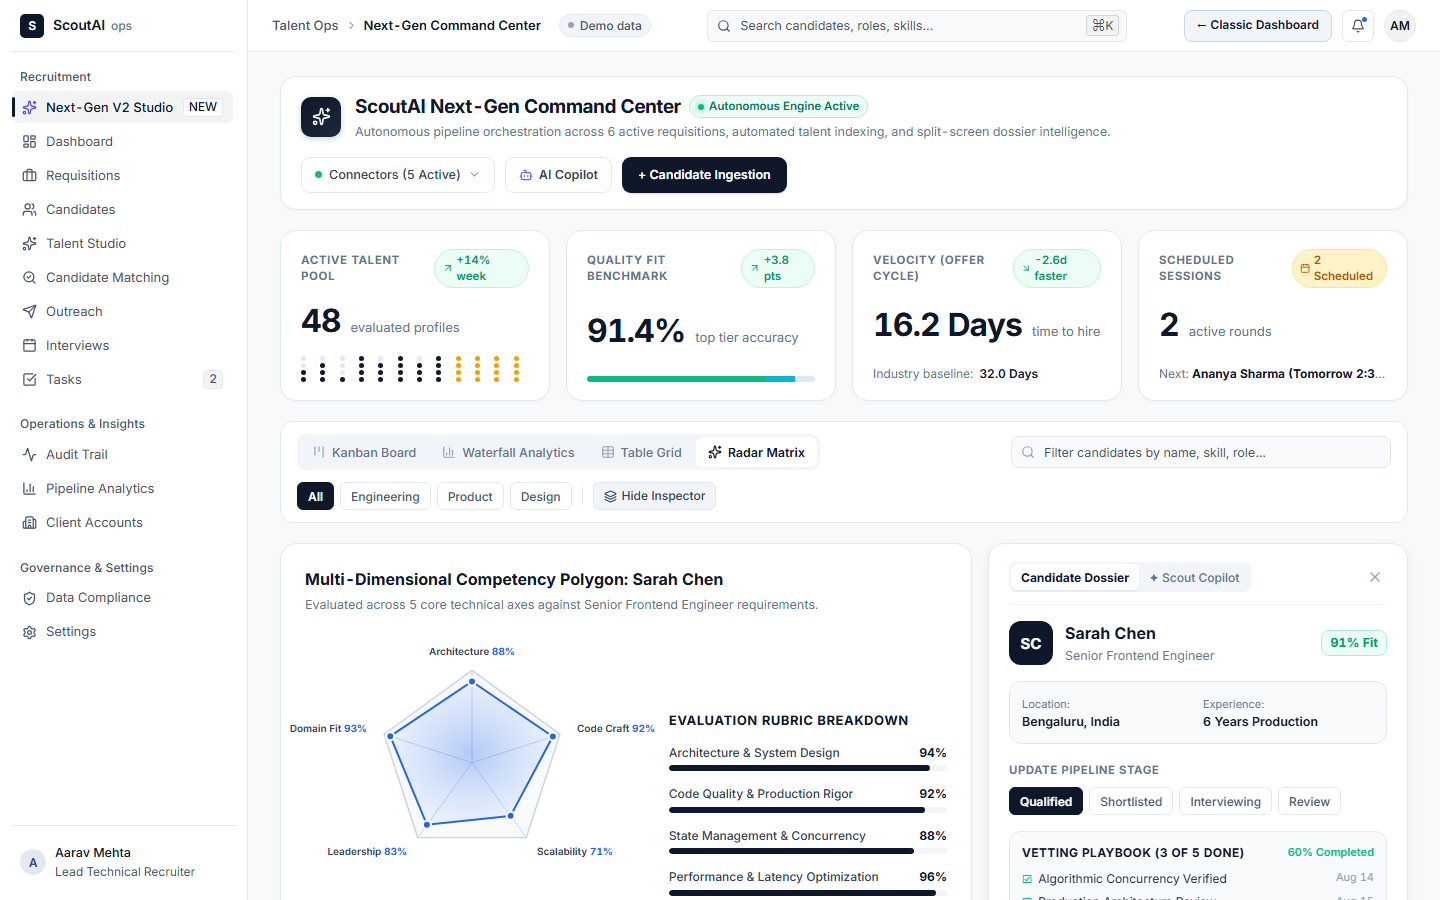 S ScoutAI ops
Recruitment
Next-Gen V2 Studio NEW
Dashboard
Requisitions
Candidates
Talent Studio
Candidate Matching
Outreach
Interviews
Tasks 2
Operations & Insights
Audit Trail
Pipeline Analytics
Client Accounts
Governance & Settings
Data Compliance
Settings
A Aarav Mehta
Lead Technical Recruiter
Talent Ops > Next-Gen Command Center Demo data
Search candidates, roles, skills... ⌘K
← Classic Dashboard AM
ScoutAI Next-Gen Command Center Autonomous Engine Active
Autonomous pipeline orchestration across 6 active requisitions, automated talent indexing, and split-screen dossier intelligence.
Connectors (5 Active) AI Copilot + Candidate Ingestion
ACTIVE TALENT POOL
+14% week
48 evaluated profiles
QUALITY FIT BENCHMARK
+3.8 pts
91.4% top tier accuracy
VELOCITY (OFFER CYCLE)
-2.6d faster
16.2 Days time to hire
Industry baseline: 32.0 Days
SCHEDULED SESSIONS
2 Scheduled
2 active rounds
Next: Ananya Sharma (Tomorrow 2:3...
Kanban Board Waterfall Analytics Table Grid Radar Matrix
Filter candidates by name, skill, role...
All Engineering Product Design Hide Inspector
Multi-Dimensional Competency Polygon: Sarah Chen
Evaluated across 5 core technical axes against Senior Frontend Engineer requirements.
Architecture 88%
Domain Fit 93%
Code Craft 92%
Leadership 83%
Scalability 71%
EVALUATION RUBRIC BREAKDOWN
Architecture & System Design 94%
Code Quality & Production Rigor 92%
State Management & Concurrency 88%
Performance & Latency Optimization 96%
Candidate Dossier ✦ Scout Copilot
SC Sarah Chen
Senior Frontend Engineer
91% Fit
Location:
Bengaluru, India
Experience:
6 Years Production
UPDATE PIPELINE STAGE
Qualified Shortlisted Interviewing Review
VETTING PLAYBOOK (3 OF 5 DONE) 60% Completed
Algorithmic Concurrency Verified Aug 14